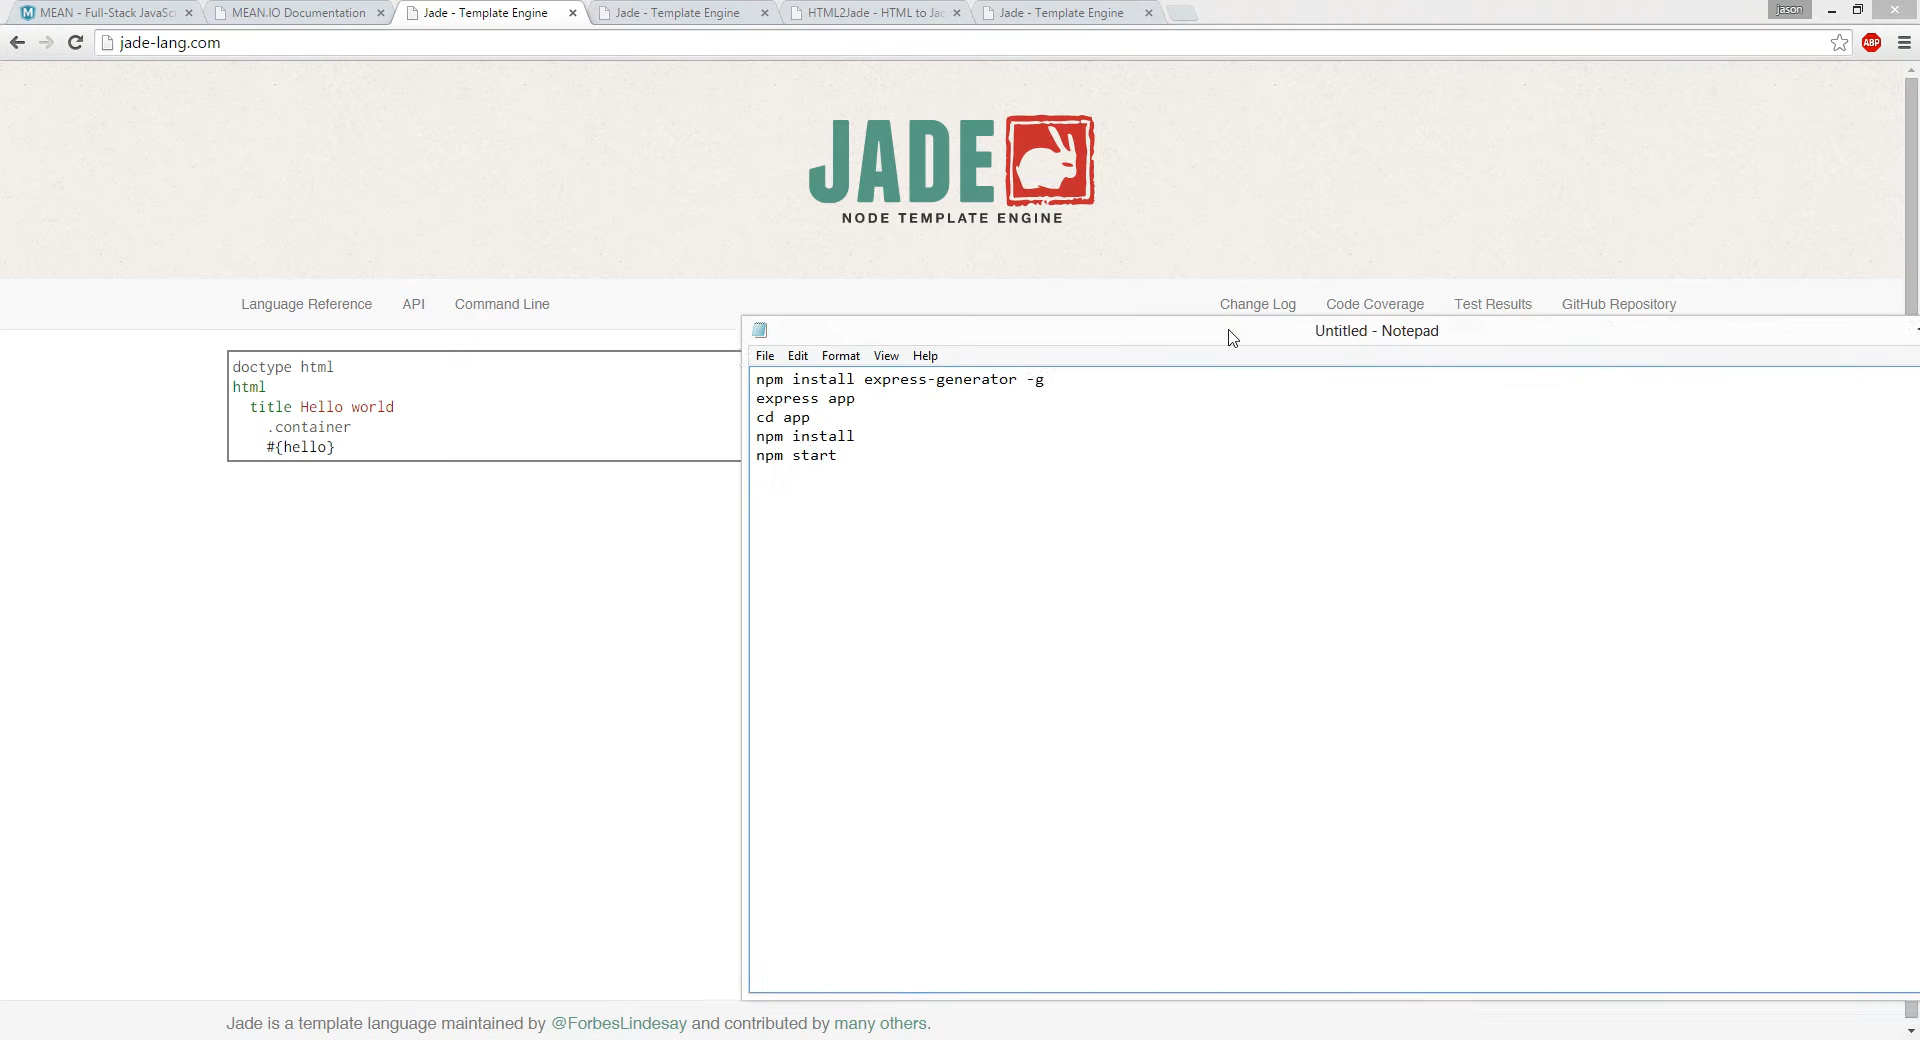 MEAN - Full-Stack JavaSc
MEAN.IO Documentation
Jade - Template Engine
Jade - Template Engine
HTML2Jade - HTML to Jac
Jade - Template Engine
jason
jade-lang.com
ABP
JADE
NODE TEMPLATE ENGINE
Language Reference
API
Command Line
Change Log
Code Coverage
Test Results
GitHub Repository
doctype html
html
title Hello world
.container
#{hello}
Untitled - Notepad
File Edit Format View Help
npm install express-generator -g
express app
cd app
npm install
npm start
Jade is a template language maintained by @ForbesLindesay and contributed by many others.